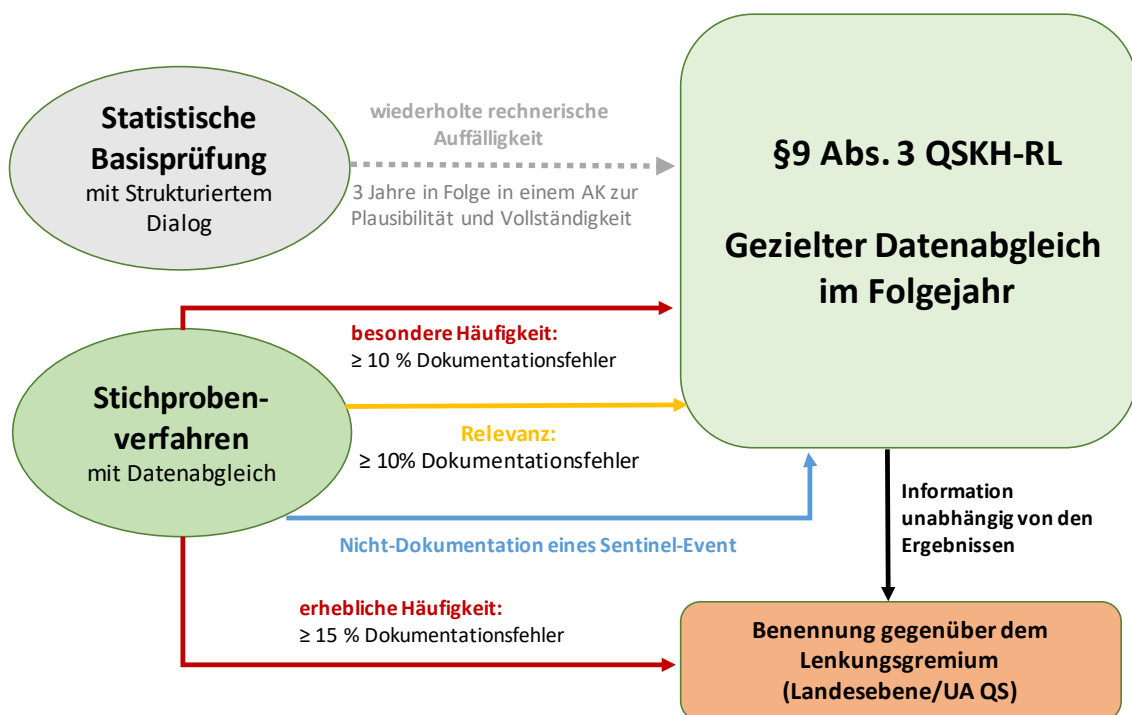 Statistische
Basisprüfung
mit Strukturiertem
Dialog
wiederholte rechnerische
Auffälligkeit
3 Jahre in Folge in einem AK zur
Plausibilität und Vollständigkeit
§9 Abs. 3 QSKH-RL
Gezielter Datenabgleich
im Folgejahr
besondere Häufigkeit:
≥ 10 % Dokumentationsfehler
Stichproben-
verfahren
mit Datenabgleich
Relevanz:
≥ 10% Dokumentationsfehler
Nicht-Dokumentation eines Sentinel-Event
Information
unabhängig von den
Ergebnissen
erhebliche Häufigkeit:
≥ 15 % Dokumentationsfehler
Benennung gegenüber dem
Lenkungsgremium
(Landesebene/UA QS)